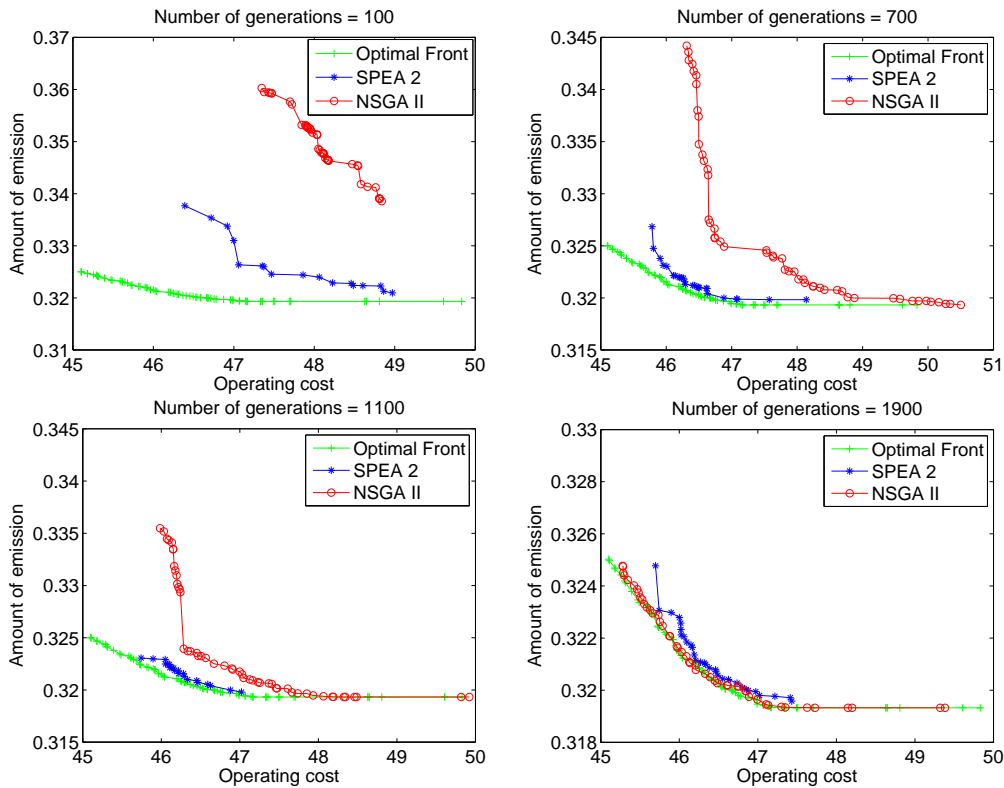 Number of generations = 100
0.37
0.36
0.35
0.34
0.33
0.32
0.31
Amount of emission
45
46
47
48
49
50
Operating cost
Optimal Front
SPEA 2
NSGA II
Number of generations = 700
0.345
0.34
0.335
0.33
0.325
0.32
0.315
Amount of emission
45
46
47
48
49
50
51
Operating cost
Optimal Front
SPEA 2
NSGA II
Number of generations = 1100
0.345
0.34
0.335
0.33
0.325
0.32
0.315
Amount of emission
45
46
47
48
49
50
Operating cost
Optimal Front
SPEA 2
NSGA II
Number of generations = 1900
0.33
0.328
0.326
0.324
0.322
0.32
0.318
Amount of emission
45
46
47
48
49
50
Operating cost
Optimal Front
SPEA 2
NSGA II